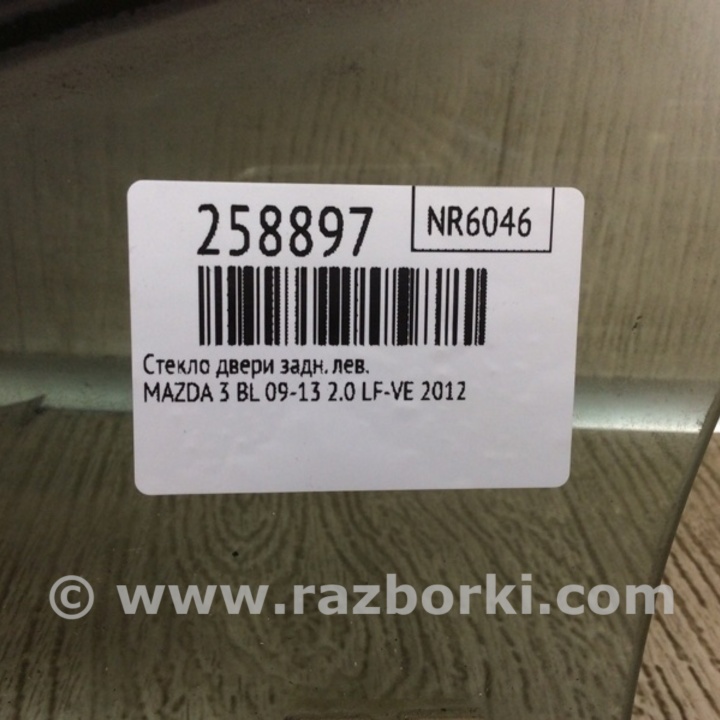 258897
NR6046
Стекло двери задн. лев.
MAZDA 3 BL 09-13 2.0 LF-VE 2012
© www.razborki.com